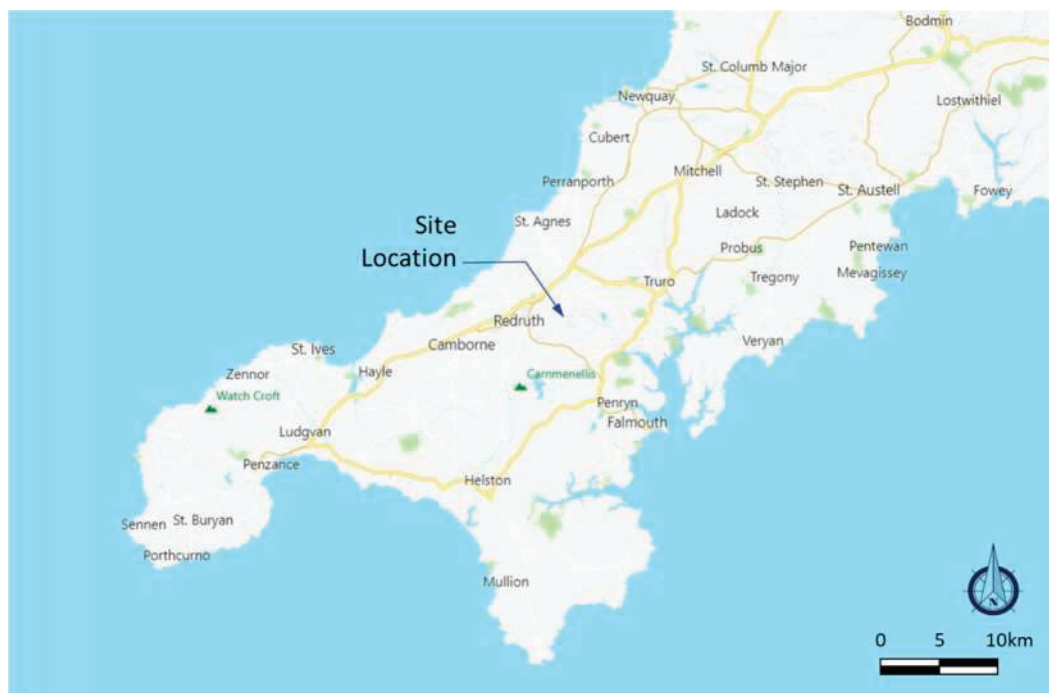 Bodmin
St. Columb Major
Newquay
Lostwithiel
Cubert
Mitchell
Perranporth
St. Stephen
St. Austell
Fowey
St. Agnes
Ladock
Site
Location
Probus
Pentewan
Truro
Tregony
Mevagissey
Redruth
Camborne
Veryan
St. Ives
Zennor
Hayle
Carnmenellis
Watch Croft
Penryn
Falmouth
Ludgvan
Penzance
Helston
Sennen
St. Buryan
Porthcurno
Mullion
N
0 5 10km